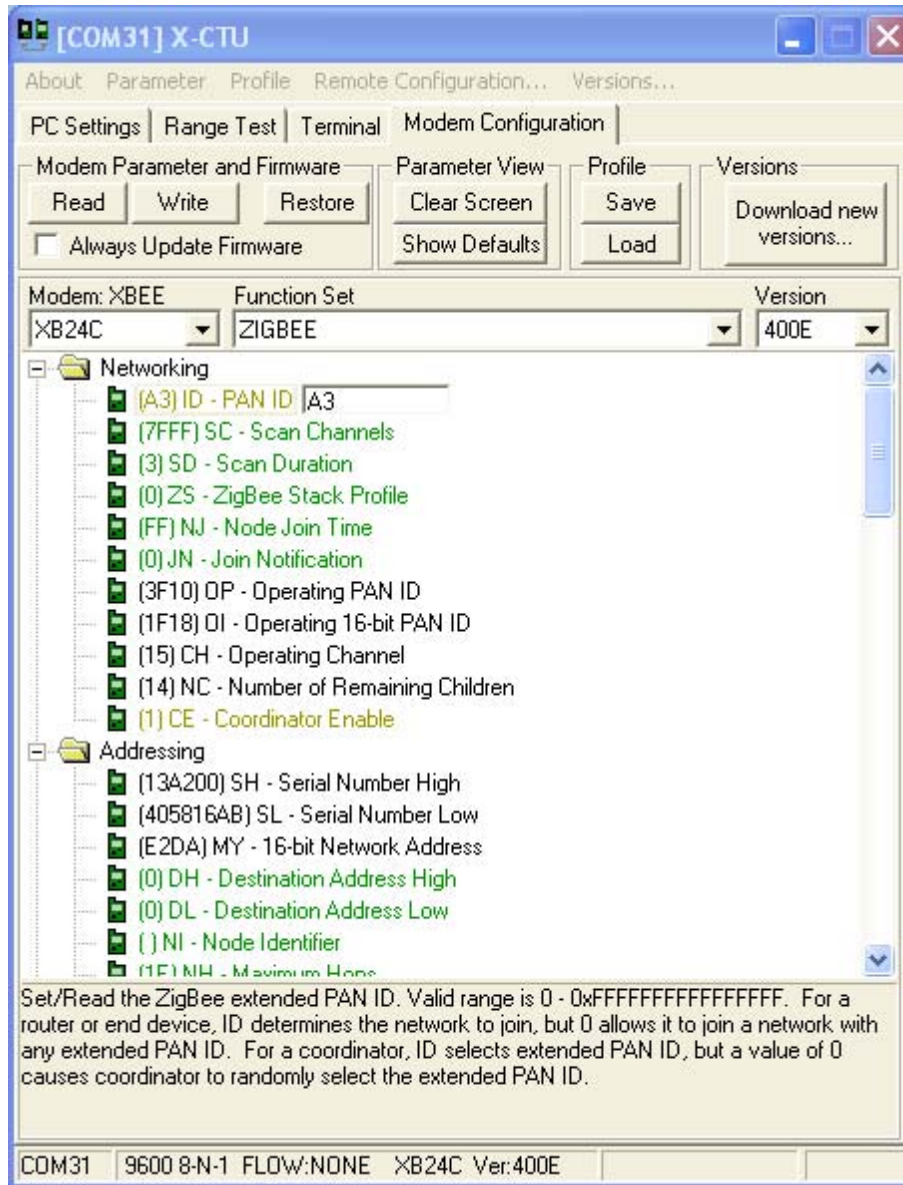 [COM31] X-CTU
About Parameter Profile Remote Configuration... Versions...
PC Settings Range Test Terminal Modem Configuration
Modem Parameter and Firmware Parameter View Profile Versions
Read Write Restore Clear Screen Save Download new versions...
Always Update Firmware Show Defaults Load
Modem: XBEE Function Set Version
XB24C ZIGBEE 400E
Networking
(A3) ID - PAN ID A3
(7FFF) SC - Scan Channels
(3) SD - Scan Duration
(0) ZS - ZigBee Stack Profile
(FF) NJ - Node Join Time
(0) JN - Join Notification
(3F10) OP - Operating PAN ID
(1F18) OI - Operating 16-bit PAN ID
(15) CH - Operating Channel
(14) NC - Number of Remaining Children
(1) CE - Coordinator Enable
Addressing
(13A200) SH - Serial Number High
(405816AB) SL - Serial Number Low
(E2DA) MY - 16-bit Network Address
(0) DH - Destination Address High
(0) DL - Destination Address Low
( ) NI - Node Identifier
(1E) NH - Maximum Hops
Set/Read the ZigBee extended PAN ID. Valid range is 0 - 0xFFFFFFFFFFFFFFFF. For a
router or end device, ID determines the network to join, but 0 allows it to join a network with
any extended PAN ID. For a coordinator, ID selects extended PAN ID, but a value of 0
causes coordinator to randomly select the extended PAN ID.
COM31 9600 8-N-1 FLOW:NONE XB24C Ver:400E